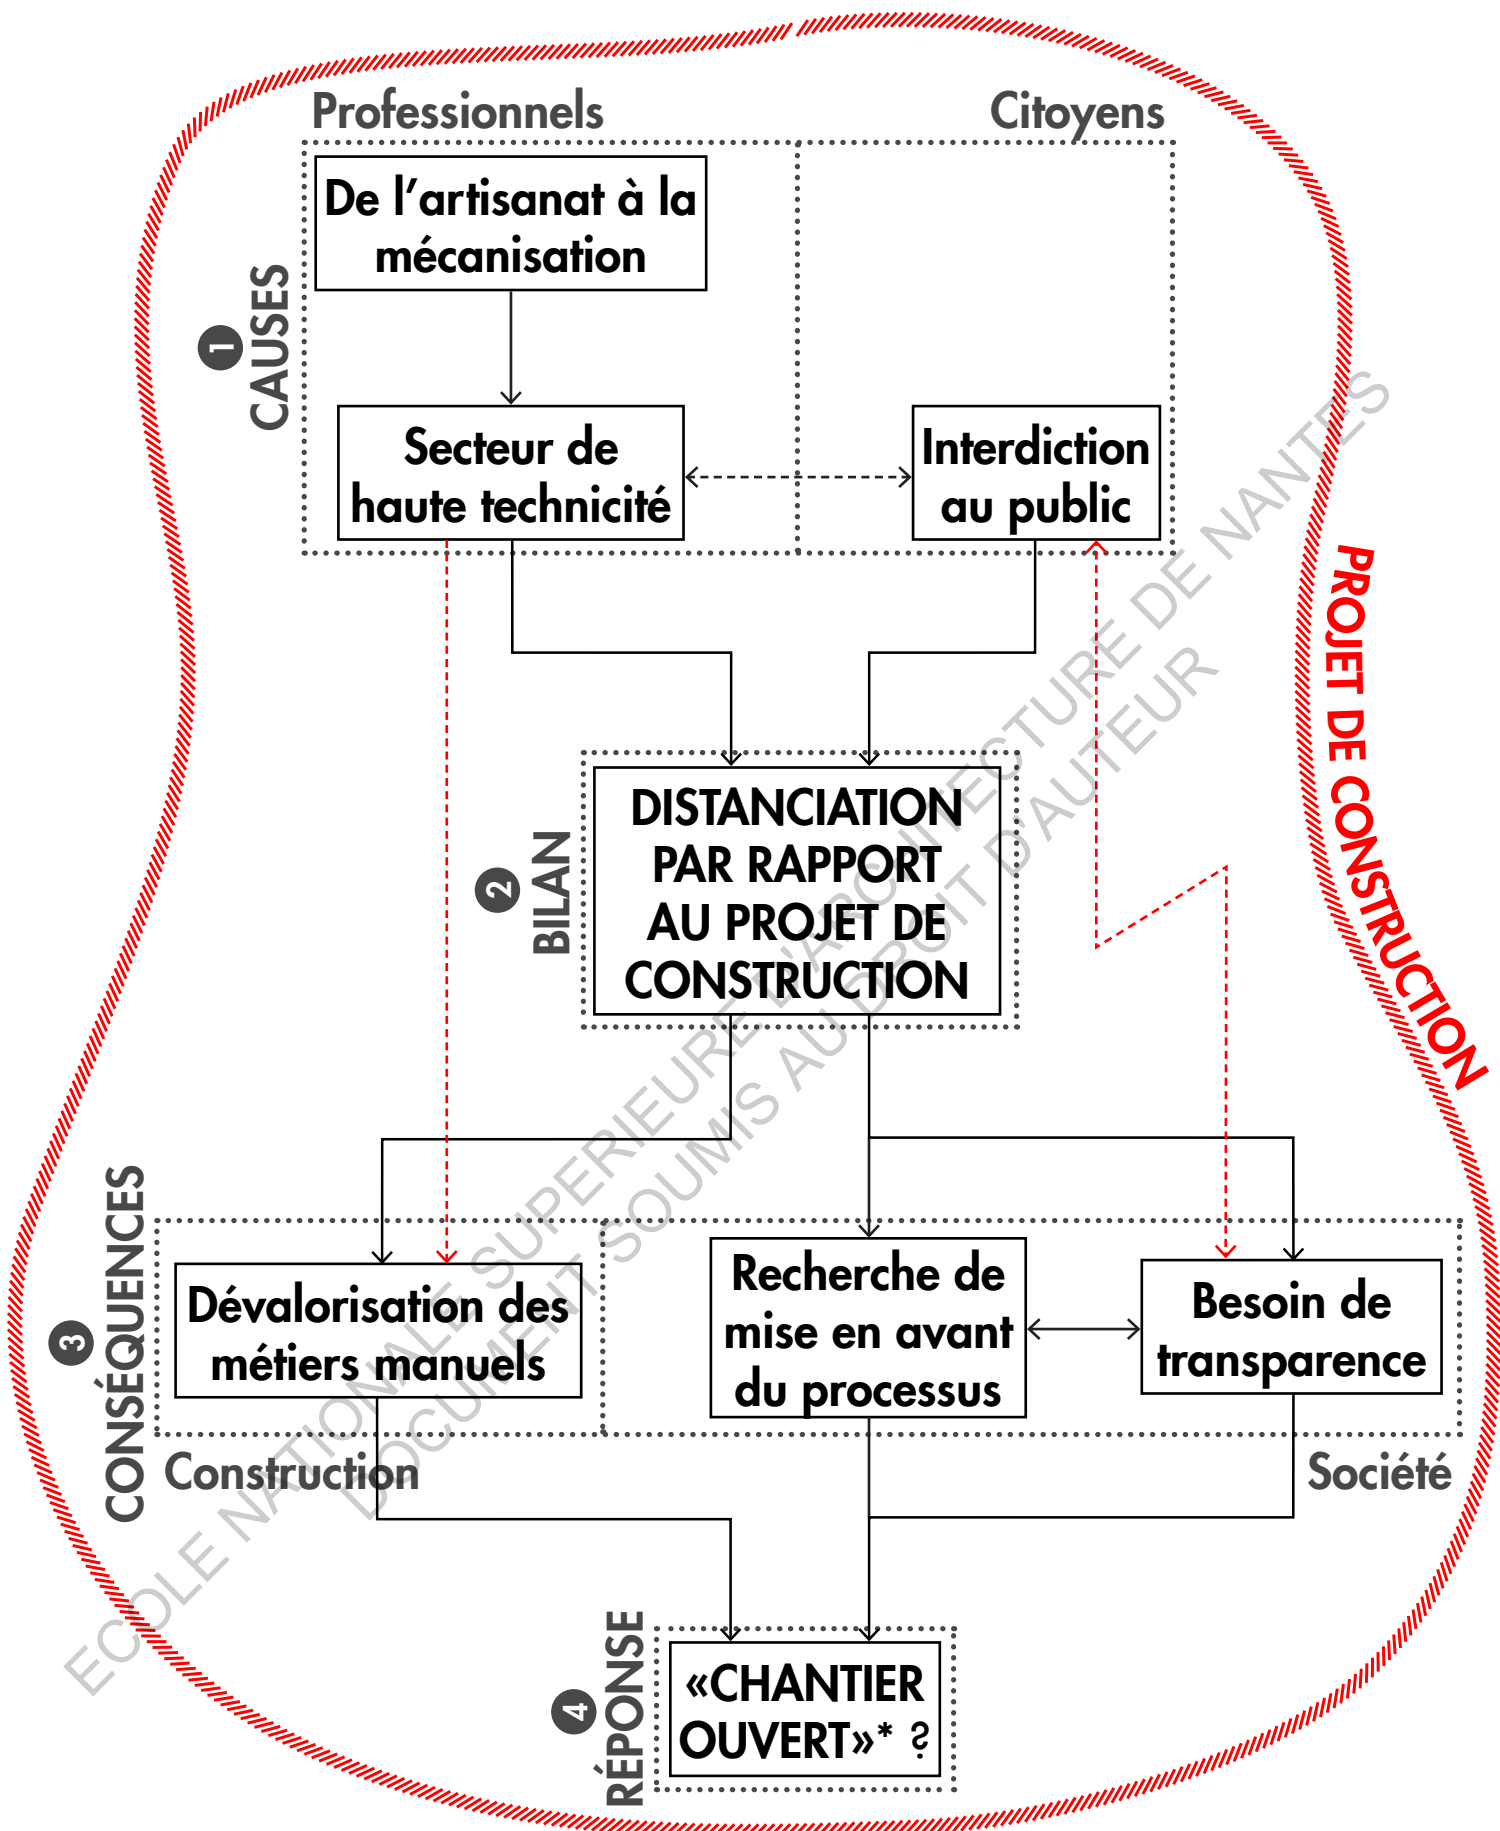 Professionnels
Citoyens
1
CAUSES
De l'artisanat à la
mécanisation
Secteur de
haute technicité
Interdiction
au public
PROJET DE CONSTRUCTION
2
BILAN
DISTANCIATION
PAR RAPPORT
AU PROJET DE
CONSTRUCTION
3
CONSÉQUENCES
Dévalorisation des
métiers manuels
Recherche de
mise en avant
du processus
Besoin de
transparence
Construction
Société
4
RÉPONSE
«CHANTIER
OUVERT»* ?
ECOLE NATIONALE SUPERIEURE D'ARCHITECTURE DE NANTES
DOCUMENT SOUMIS AU DROIT D'AUTEUR